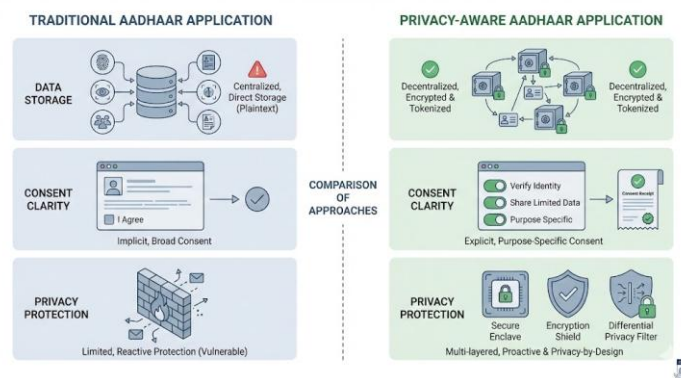 TRADITIONAL AADHAAR APPLICATION
PRIVACY-AWARE AADHAAR APPLICATION
DATA
STORAGE
Centralized,
Direct Storage
(Plaintext)
Decentralized,
Encrypted &
Tokenized
Decentralized,
Encrypted &
Tokenized
CONSENT
CLARITY
I Agree
Implicit, Broad Consent
COMPARISON
OF
APPROACHES
CONSENT
CLARITY
Verify Identity
Share Limited Data
Purpose Specific
Consent Receipt
Explicit, Purpose-Specific Consent
PRIVACY
PROTECTION
Limited, Reactive Protection (Vulnerable)
PRIVACY
PROTECTION
Secure
Enclave
Encryption
Shield
Differential
Privacy Filter
Multi-layered, Proactive & Privacy-by-Design